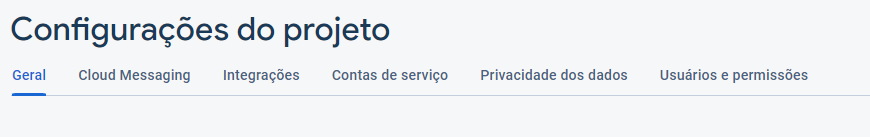 Configurações do projeto
Geral Cloud Messaging Integrações Contas de serviço Privacidade dos dados Usuários e permissões